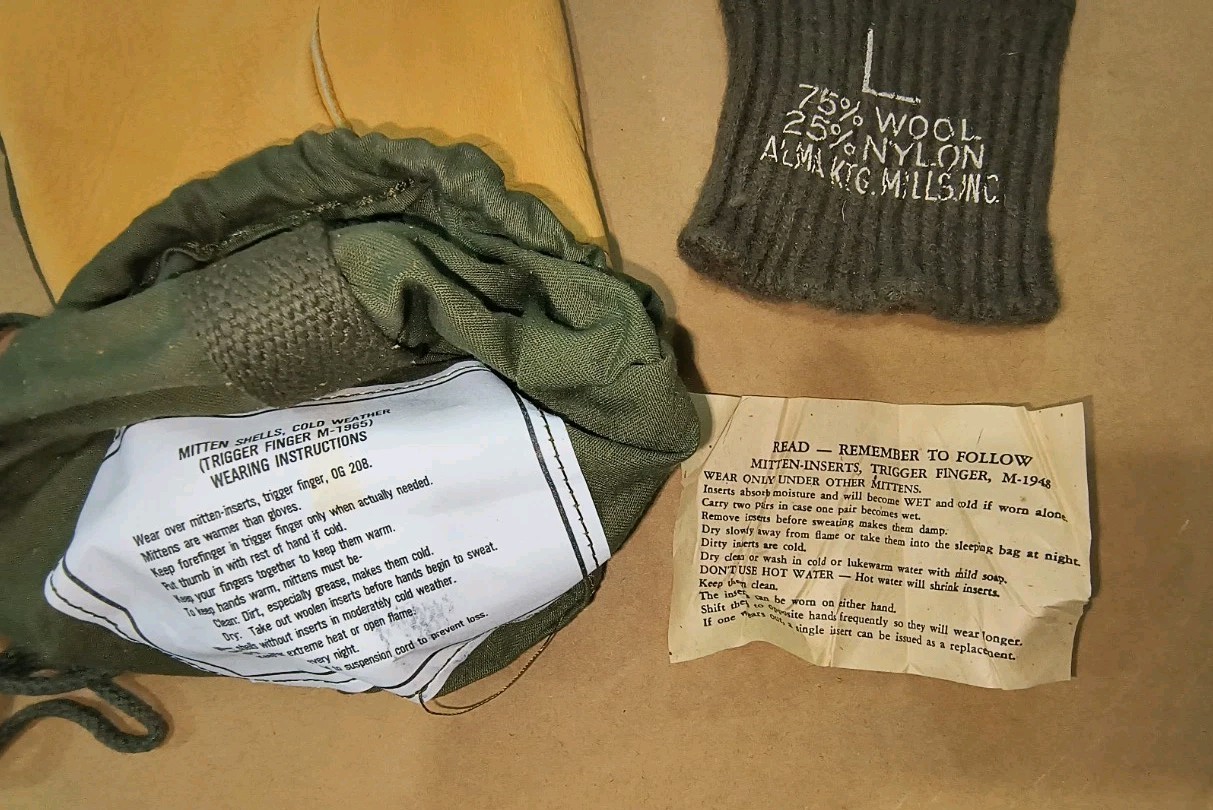 L
75% WOOL
25% NYLON
ALMA KTG. MILLS, INC.
MITTEN SHELLS, COLD WEATHER
(TRIGGER FINGER M-1965)
WEARING INSTRUCTIONS
Wear over mitten-inserts, trigger finger, OG 208.
Mittens are warmer than gloves.
Keep forefinger in trigger finger only when actually needed.
Put thumb in with rest of hand if cold.
Keep your fingers together to keep them warm.
To keep hands warm, mittens must be-
Clean: Dirt, especially grease, makes them cold.
Dry: Take out woolen inserts before hands begin to sweat.
shells without inserts in moderately cold weather.
extreme heat or open flame.
every night.
suspension cord to prevent loss.
READ — REMEMBER TO FOLLOW
MITTEN-INSERTS, TRIGGER FINGER, M-1948
WEAR ONLY UNDER OTHER MITTENS.
Inserts absorb moisture and will become WET and cold if worn alone.
Carry two pairs in case one pair becomes wet.
Remove inserts before sweating makes them damp.
Dry slowly away from flame or take them into the sleeping bag at night.
Dirty inserts are cold.
Dry clean or wash in cold or lukewarm water with mild soap.
DON'T USE HOT WATER — Hot water will shrink inserts.
Keep them clean.
The insert can be worn on either hand.
Shift them to opposite hands frequently so they will wear longer.
If one wears out a single insert can be issued as a replacement.